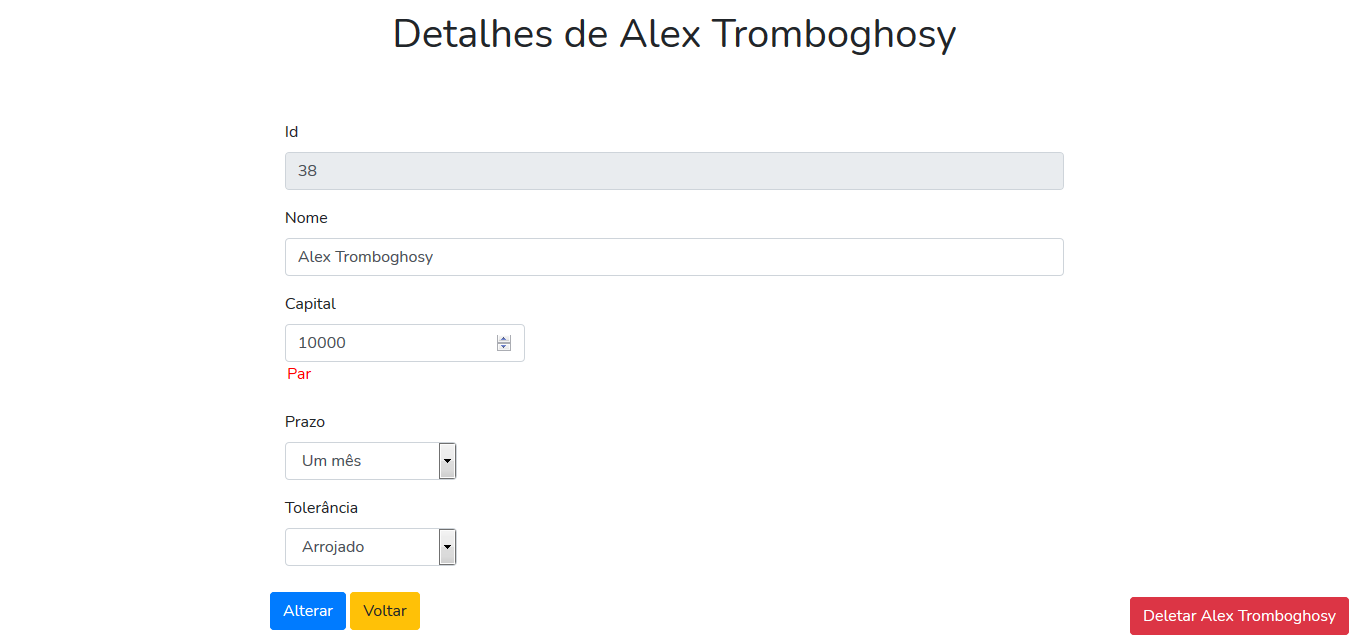 Detalhes de Alex Tromboghosy
Id
38
Nome
Alex Tromboghosy
Capital
10000
Par
Prazo
Um mês
Tolerância
Arrojado
Alterar Voltar
Deletar Alex Tromboghosy